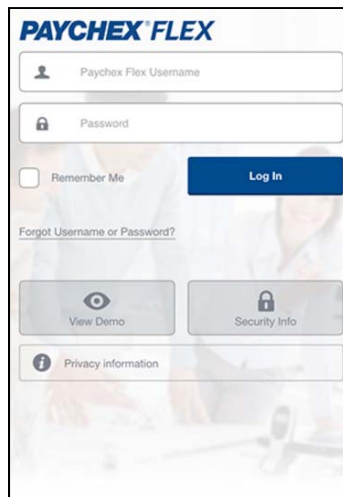 PAYCHEX® FLEX
Paychex Flex Username
Password
Remember Me
Log In
Forgot Username or Password?
View Demo
Security Info
Privacy information